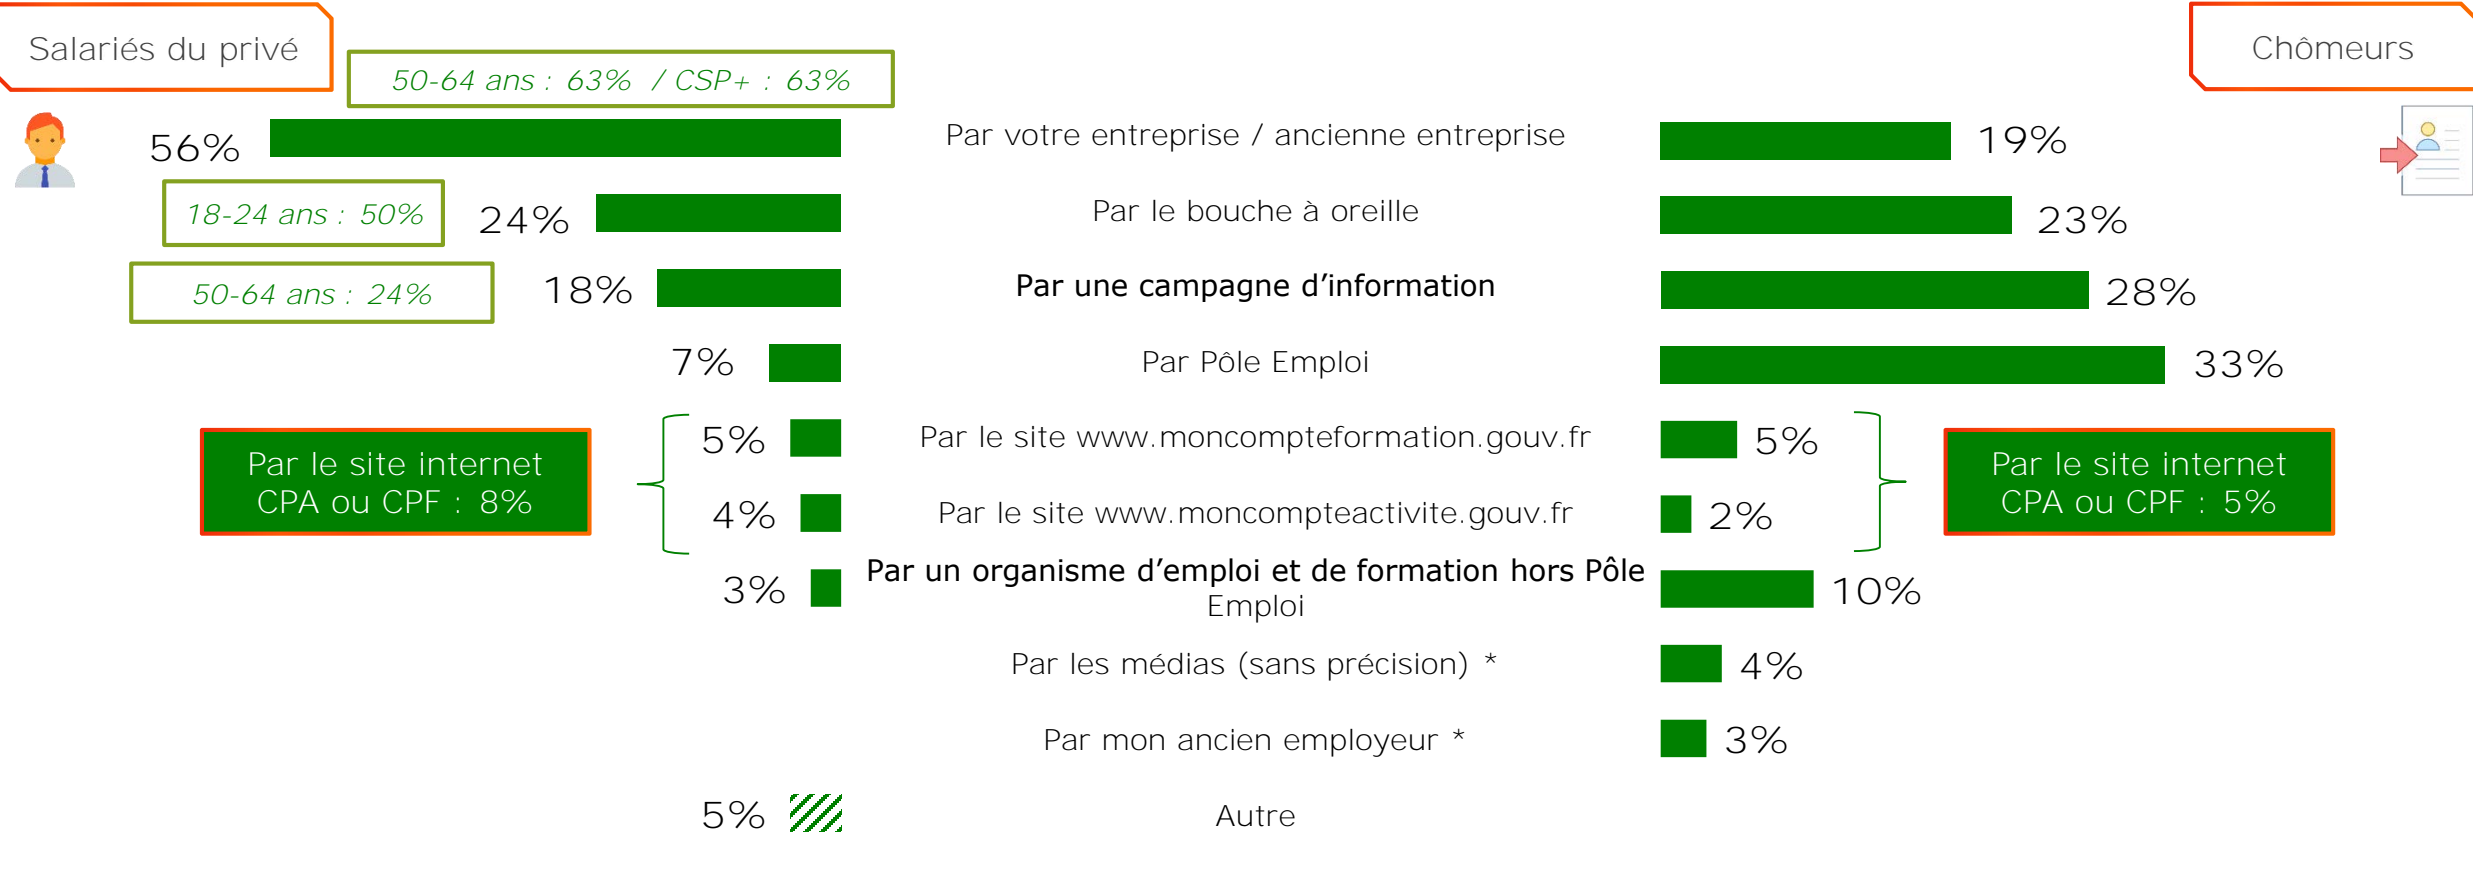 Salariés du privé
Chômeurs
50-64 ans : 63% / CSP+ : 63%
56%
Par votre entreprise / ancienne entreprise
19%
18-24 ans : 50%
24%
Par le bouche à oreille
23%
50-64 ans : 24%
18%
Par une campagne d’information
28%
7%
Par Pôle Emploi
33%
5%
Par le site www.moncompteformation.gouv.fr
5%
Par le site internet
CPA ou CPF : 8%
Par le site internet
CPA ou CPF : 5%
4%
Par le site www.moncompteactivite.gouv.fr
2%
3%
Par un organisme d’emploi et de formation hors Pôle
Emploi
10%
Par les médias (sans précision) *
4%
Par mon ancien employeur *
3%
5%
Autre